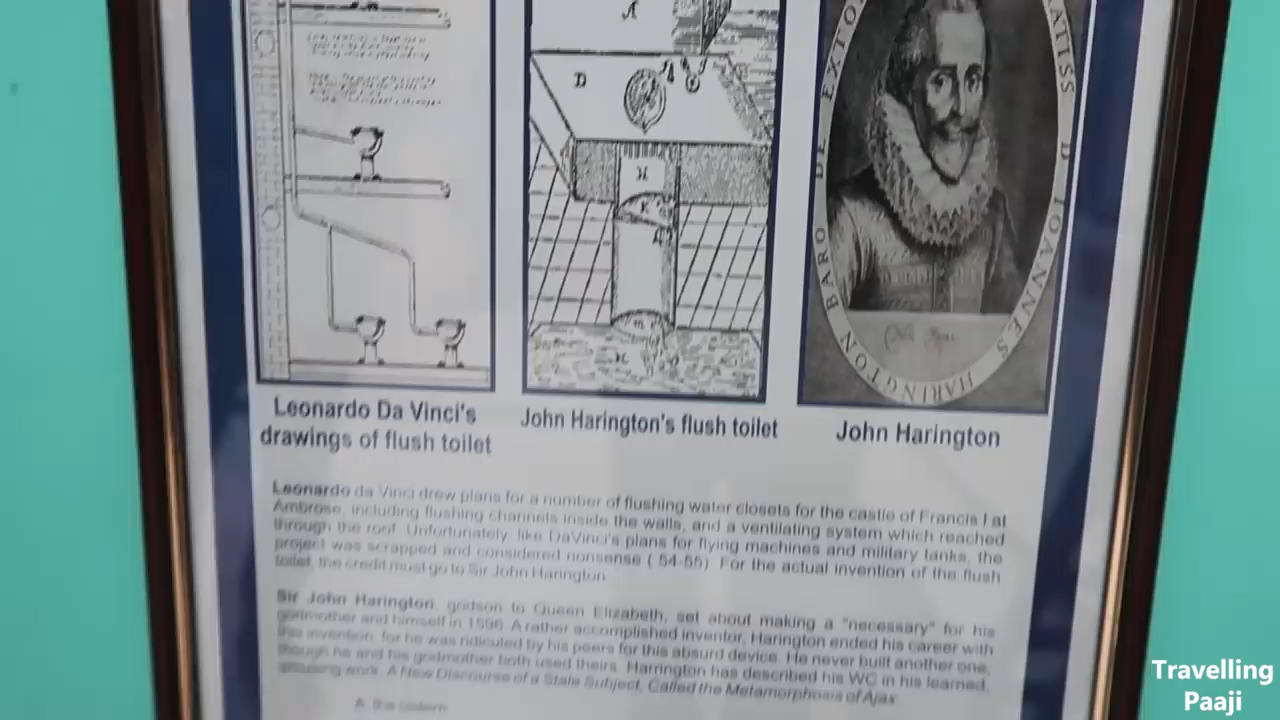 A
D
H
K
BARO DE EXTO
HARINGTON
IOANNES
Leonardo Da Vinci's
drawings of flush toilet
John Harington's flush toilet
John Harington
Leonardo da Vinci drew plans for a number of flushing water closets for the castle of Francis I at
Ambrose, including flushing channels inside the walls, and a ventilating system which reached
through the roof. Unfortunately, like DaVinci's plans for flying machines and military tanks, the
project was scrapped and considered nonsense ( 54-55). For the actual invention of the flush
toilet, the credit must go to Sir John Harington
Sir John Harington, godson to Queen Elizabeth, set about making a "necessary" for his
godmother and himself in 1596. A rather accomplished inventor, Harington ended his career with
this invention, for he was ridiculed by his peers for this absurd device. He never built another one,
though he and his godmother both used theirs. Harrington has described his WC in his learned,
amusing work, A New Discourse of a Stale Subject, Called the Metamorphosis of Ajax:
A. the cistern
Travelling
Paaji